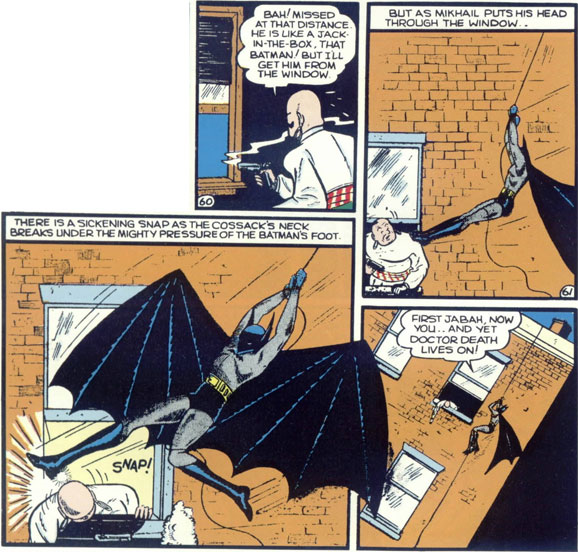 BAH! MISSED
AT THAT DISTANCE.
HE IS LIKE A JACK-
IN-THE-BOX, THAT
BATMAN! BUT I'LL
GET HIM FROM
THE WINDOW.
60
BUT AS MIKHAIL PUTS HIS HEAD
THROUGH THE WINDOW..
61
THERE IS A SICKENING SNAP AS THE COSSACK'S NECK
BREAKS UNDER THE MIGHTY PRESSURE OF THE BATMAN'S FOOT.
SNAP!
FIRST JABAH, NOW
YOU.. AND YET
DOCTOR DEATH
LIVES ON!